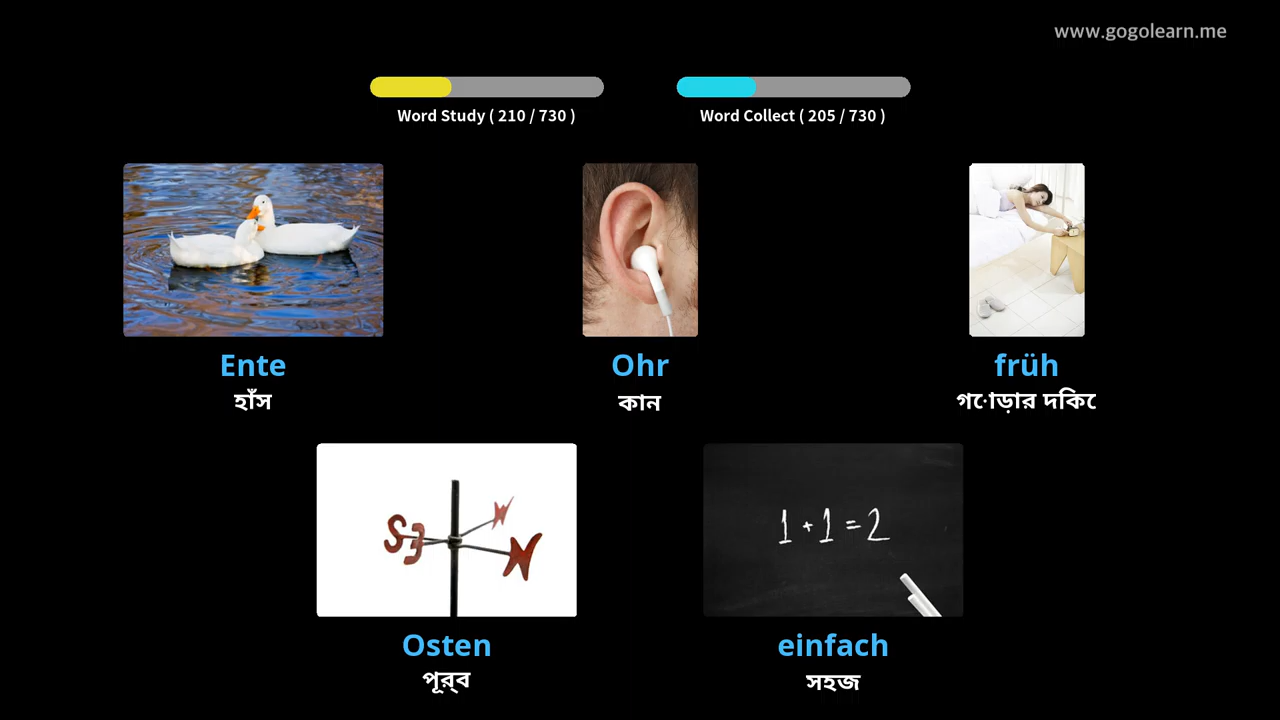 www.gogolearn.me
Word Study ( 210 / 730 )
Word Collect ( 205 / 730 )
Ente
হাঁস
Ohr
কান
früh
গোড়ার দিকে
S
E
N
1 + 1 = 2
Osten
পূর্ব
einfach
সহজ